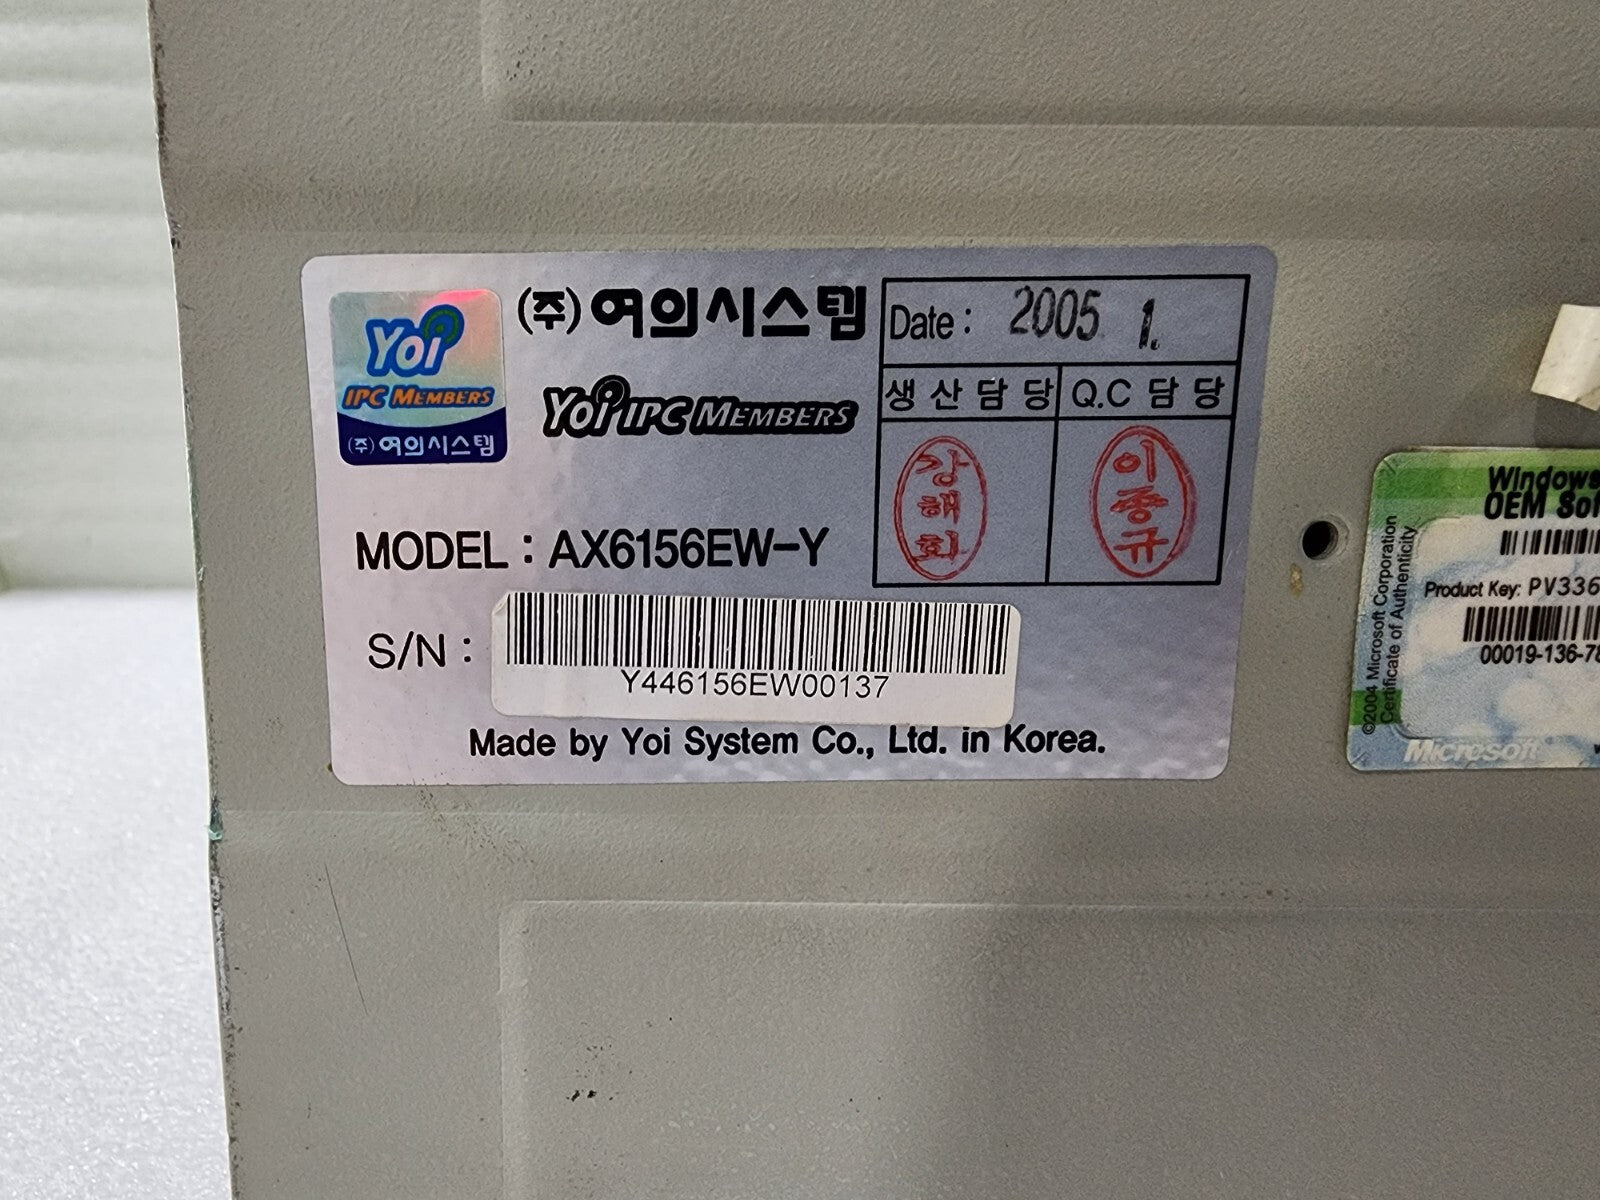 Yoi
IPC MEMBERS
(주)여의시스템
(주)여의시스템
Yoi IPC MEMBERS
Date : 2005 1.
생산담당 Q.C 담당
강해회
이종규
MODEL : AX6156EW-Y
S/N :
Y446156EW00137
Made by Yoi System Co., Ltd. in Korea.
Windows
OEM Sof
Product Key: PV336
00019-136-78
©2004 Microsoft Corporation
Certificate of Authenticity
Microsoft